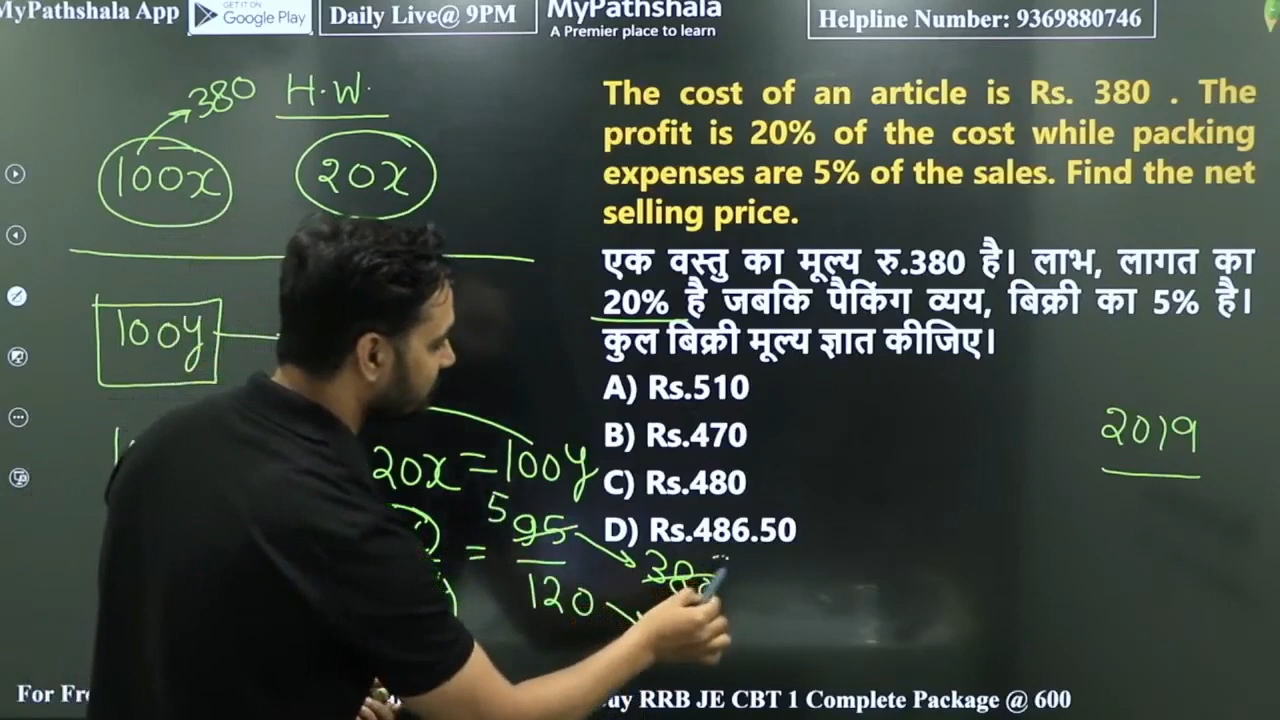 MyPathshala App
GET IT ON
Google Play
Daily Live@ 9PM
MyPathshala
A Premier place to learn
Helpline Number: 9369880746
380 H.W.
100x 20x
100y
20x = 100y
5
95
= 
120
380
The cost of an article is Rs. 380 . The
profit is 20% of the cost while packing
expenses are 5% of the sales. Find the net
selling price.
एक वस्तु का मूल्य रु.380 है। लाभ, लागत का
20% है जबकि पैकिंग व्यय, बिक्री का 5% है।
कुल बिक्री मूल्य ज्ञात कीजिए।
A) Rs.510
B) Rs.470
C) Rs.480
D) Rs.486.50
2019
For Fre
uy RRB JE CBT 1 Complete Package @ 600